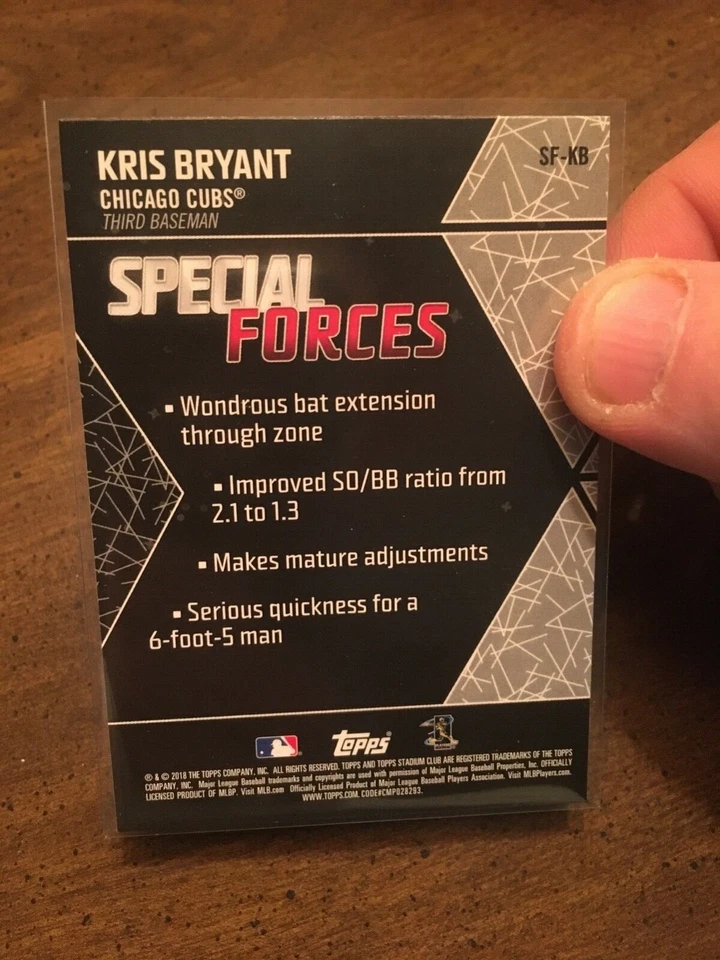 KRIS BRYANT
SF-KB
CHICAGO CUBS®
THIRD BASEMAN
SPECIAL
FORCES
▪ Wondrous bat extension
through zone
▪ Improved SO/BB ratio from
2.1 to 1.3
▪ Makes mature adjustments
▪ Serious quickness for a
6-foot-5 man
Topps®
® & © 2018 THE TOPPS COMPANY, INC. ALL RIGHTS RESERVED. TOPPS AND TOPPS STADIUM CLUB ARE REGISTERED TRADEMARKS OF THE TOPPS
COMPANY, INC. Major League Baseball trademarks and copyrights are used with permission of Major League Baseball Properties, Inc. OFFICIALLY
LICENSED PRODUCT OF MLBP. Visit MLB.com Officially Licensed Product of Major League Baseball Players Association. Visit MLBPlayers.com.
WWW.TOPPS.COM. CODE#CMP028293.